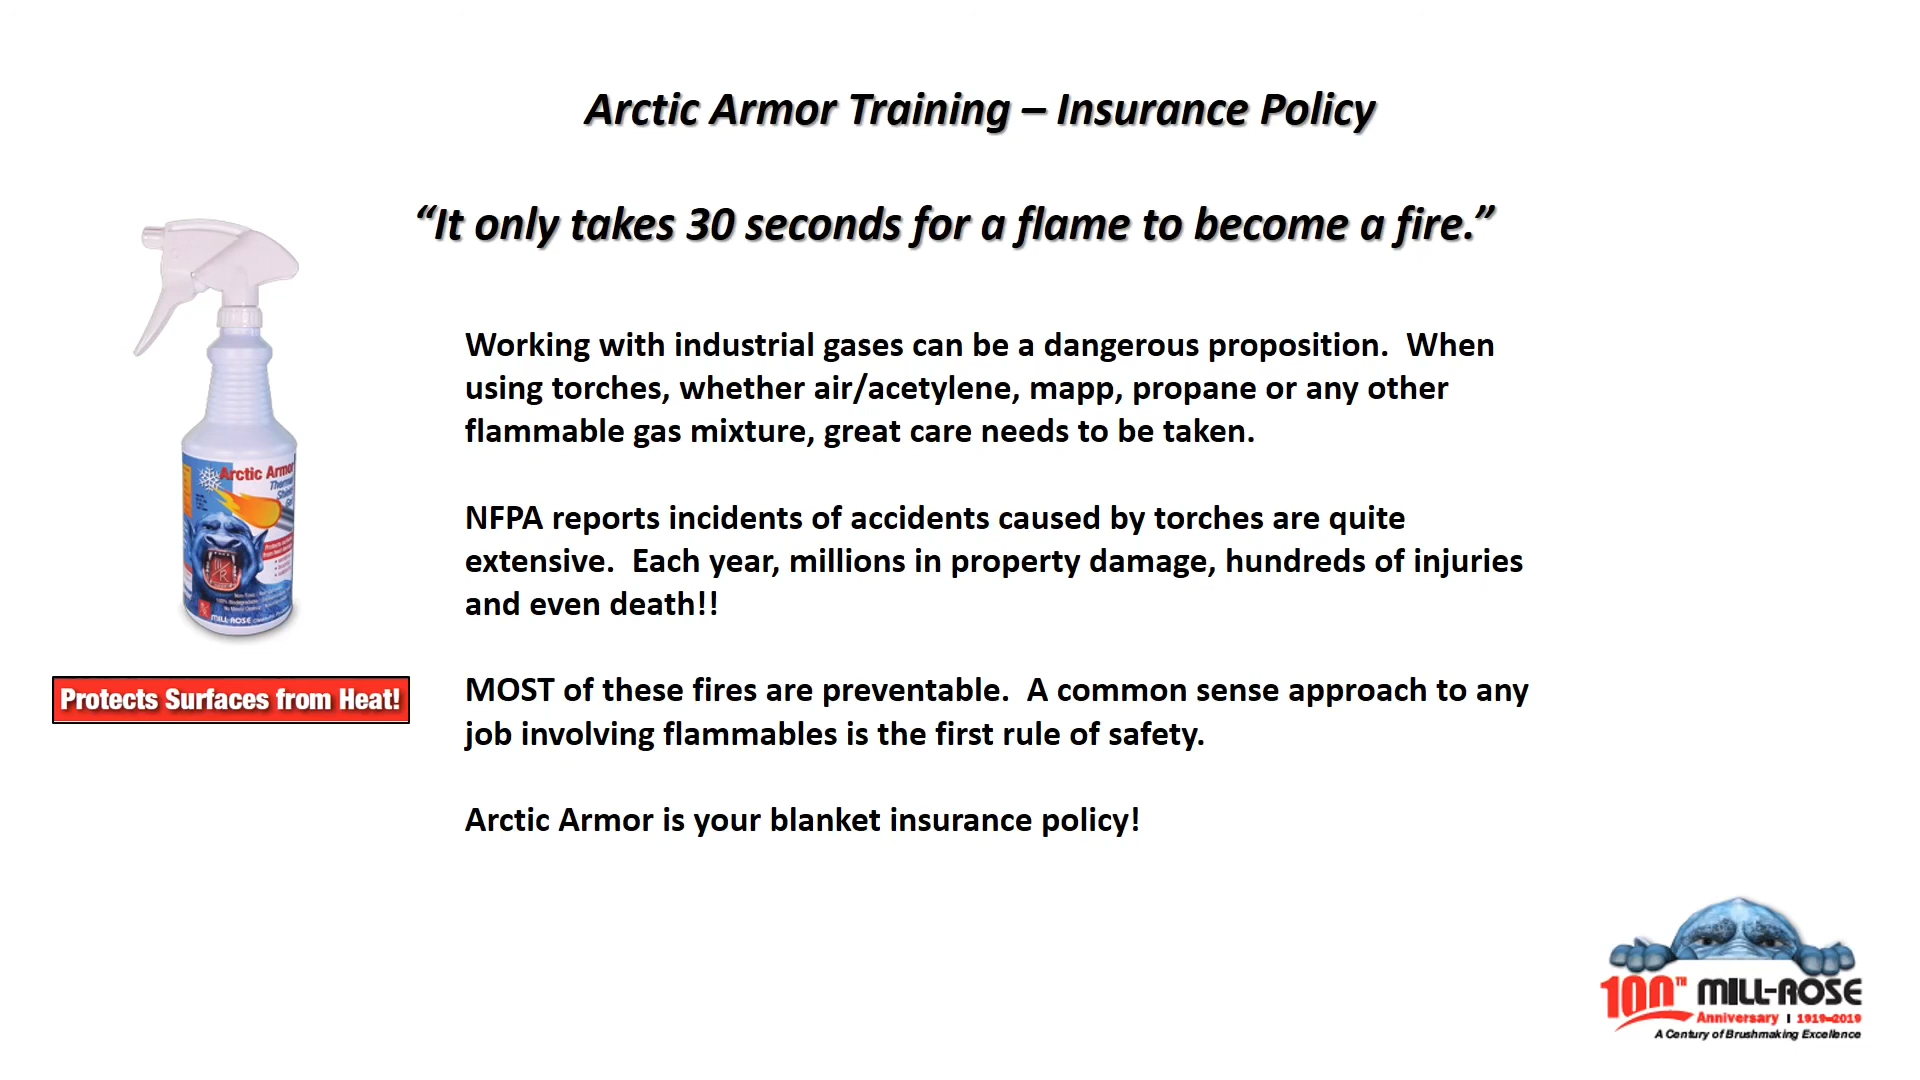 Arctic Armor Training – Insurance Policy
“It only takes 30 seconds for a flame to become a fire.”
Working with industrial gases can be a dangerous proposition.  When
using torches, whether air/acetylene, mapp, propane or any other
flammable gas mixture, great care needs to be taken.
NFPA reports incidents of accidents caused by torches are quite
extensive.  Each year, millions in property damage, hundreds of injuries
and even death!!
MOST of these fires are preventable.  A common sense approach to any
job involving flammables is the first rule of safety.
Arctic Armor is your blanket insurance policy!
Arctic Armor
MILL-ROSE
Protects Surfaces from Heat!
100TH MILL-ROSE
Anniversary | 1919-2019
A Century of Brushmaking Excellence